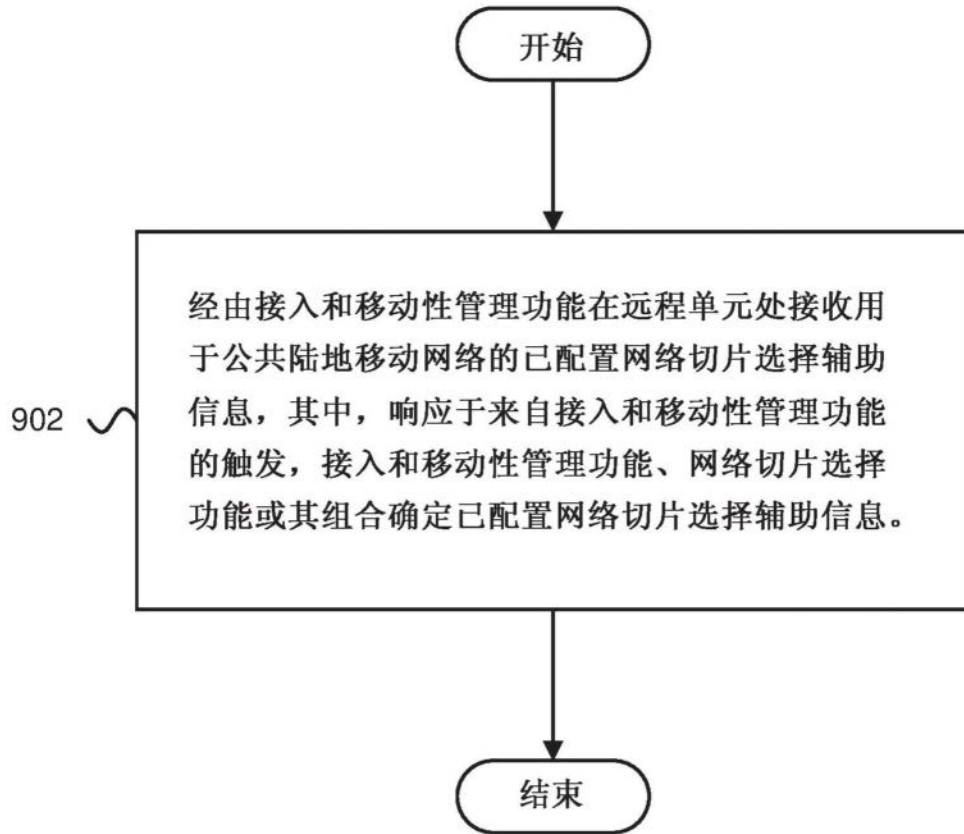 开始
经由接入和移动性管理功能在远程单元处接收用
于公共陆地移动网络的已配置网络切片选择辅助
信息，其中，响应于来自接入和移动性管理功能
的触发，接入和移动性管理功能、网络切片选择
功能或其组合确定已配置网络切片选择辅助信息。
902
结束